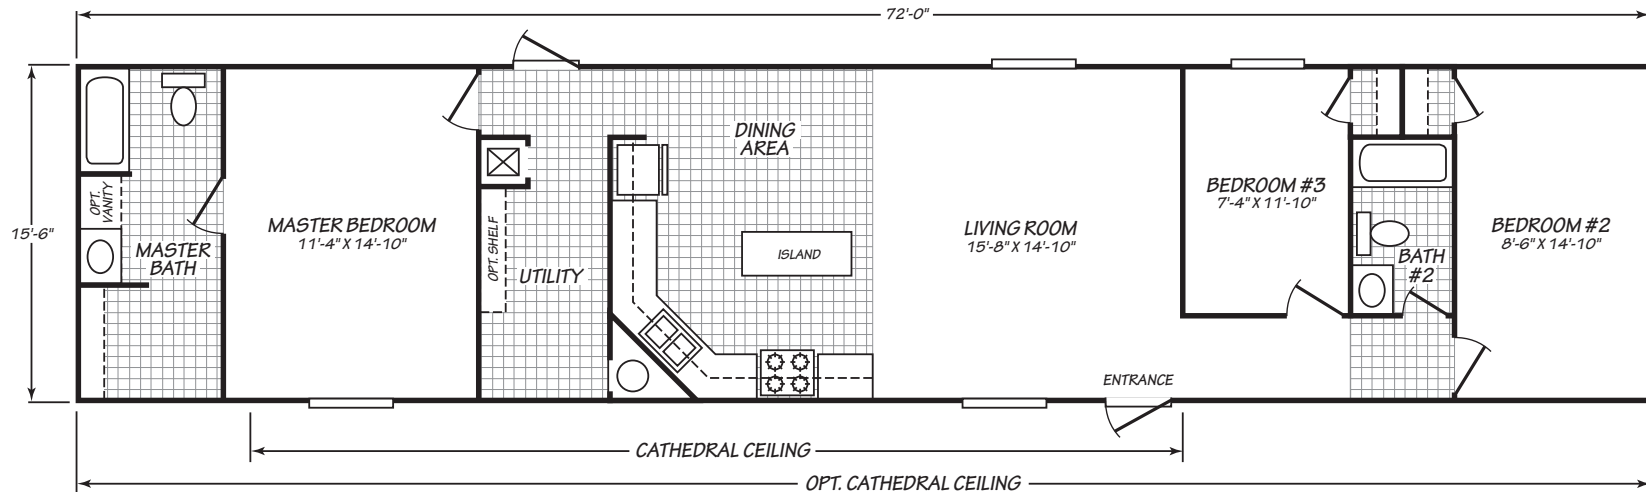 72'-0"
15'-6"
OPT.
VANITY
MASTER
BATH
MASTER BEDROOM
11'-4" X 14'-10"
OPT. SHELF
UTILITY
DINING
AREA
ISLAND
LIVING ROOM
15'-8" X 14'-10"
ENTRANCE
BEDROOM #3
7'-4" X 11'-10"
BATH
#2
BEDROOM #2
8'-6" X 14'-10"
CATHEDRAL CEILING
OPT. CATHEDRAL CEILING